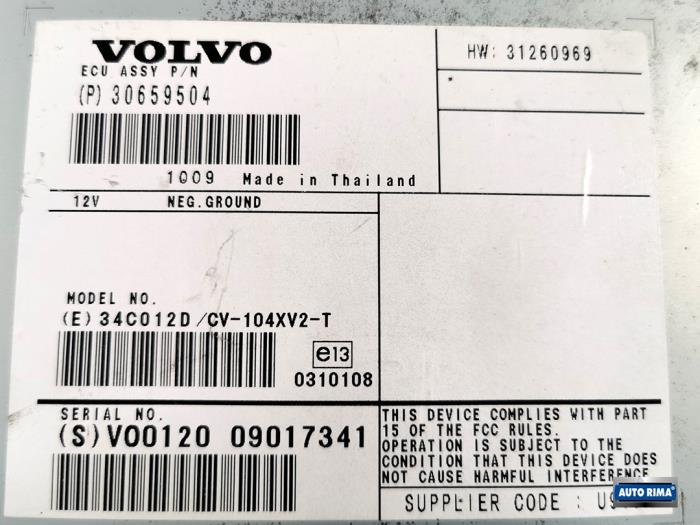 VOLVO
ECU ASSY P/N
(P) 30659504
HW: 31260969
1009 Made in Thailand
12V NEG.GROUND
MODEL NO.
(E) 34C012D/CV-104XV2-T
e13
0310108
SERIAL NO.
(S) VO0120 09017341
THIS DEVICE COMPLIES WITH PART
15 OF THE FCC RULES.
OPERATION IS SUBJECT TO THE
CONDITION THAT THIS DEVICE DOES
NOT CAUSE HARMFUL INTERFERENCE
SUPPLIER CODE :
AUTO RIMA